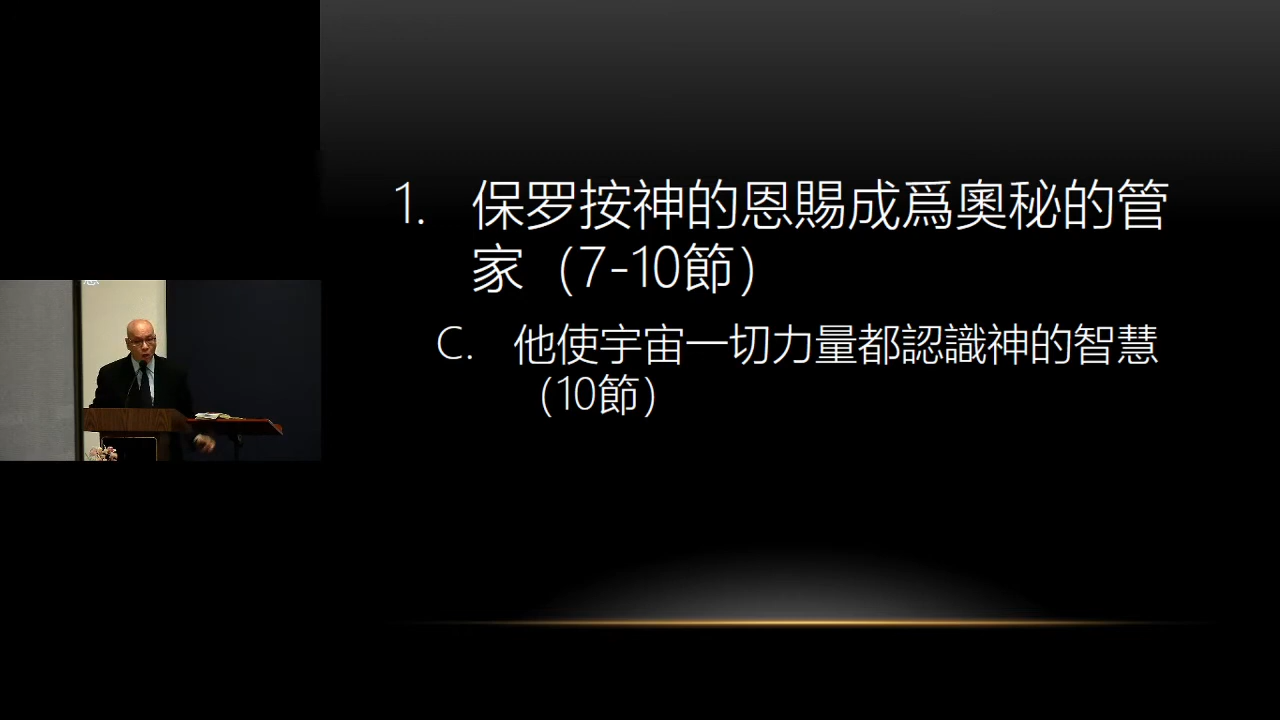 1. 保罗按神的恩賜成爲奧秘的管
家（7-10節）
C. 他使宇宙一切力量都認識神的智慧
（10節）